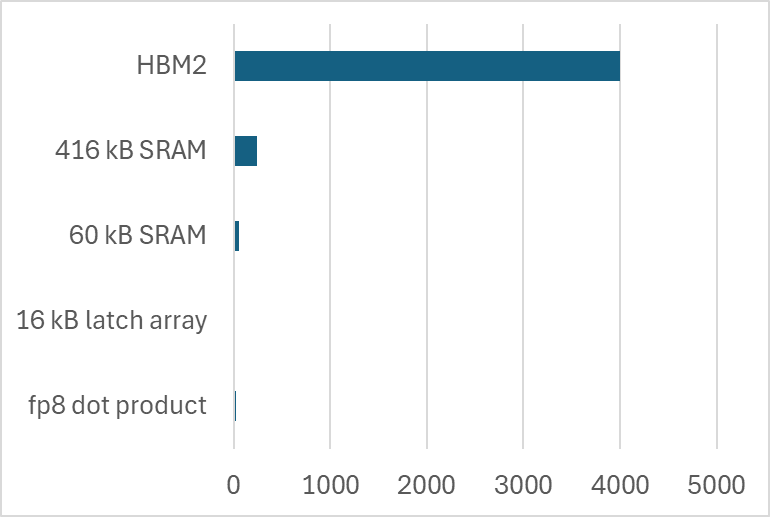 HBM2
416 kB SRAM
60 kB SRAM
16 kB latch array
fp8 dot product
0 1000 2000 3000 4000 5000